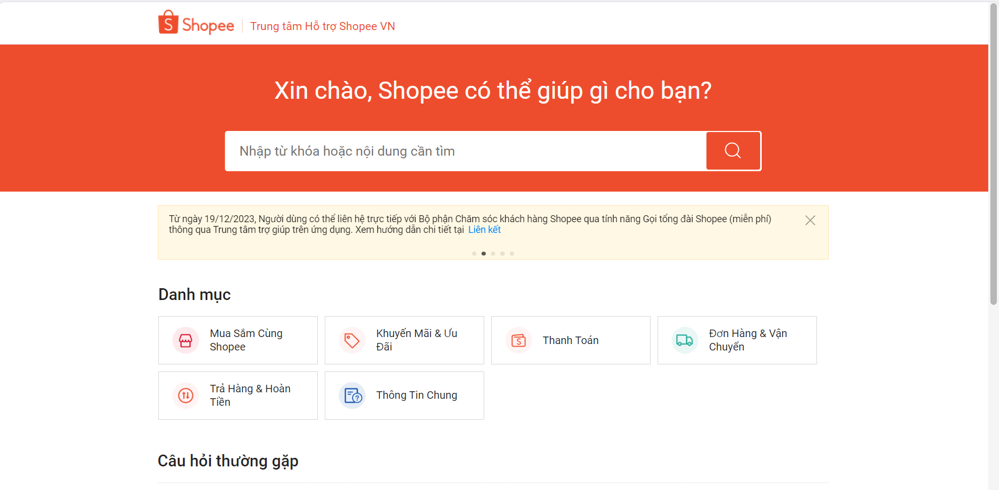 S Shopee
Trung tâm Hỗ trợ Shopee VN
Xin chào, Shopee có thể giúp gì cho bạn?
Nhập từ khóa hoặc nội dung cần tìm
Từ ngày 19/12/2023, Người dùng có thể liên hệ trực tiếp với Bộ phận Chăm sóc khách hàng Shopee qua tính năng Gọi tổng đài Shopee (miễn phí)
thông qua Trung tâm trợ giúp trên ứng dụng. Xem hướng dẫn chi tiết tại Liên kết
Danh mục
Mua Sắm Cùng
Shopee
Khuyến Mãi & Ưu
Đãi
S
Thanh Toán
Đơn Hàng & Vận
Chuyển
Trả Hàng & Hoàn
Tiền
?
Thông Tin Chung
Câu hỏi thường gặp